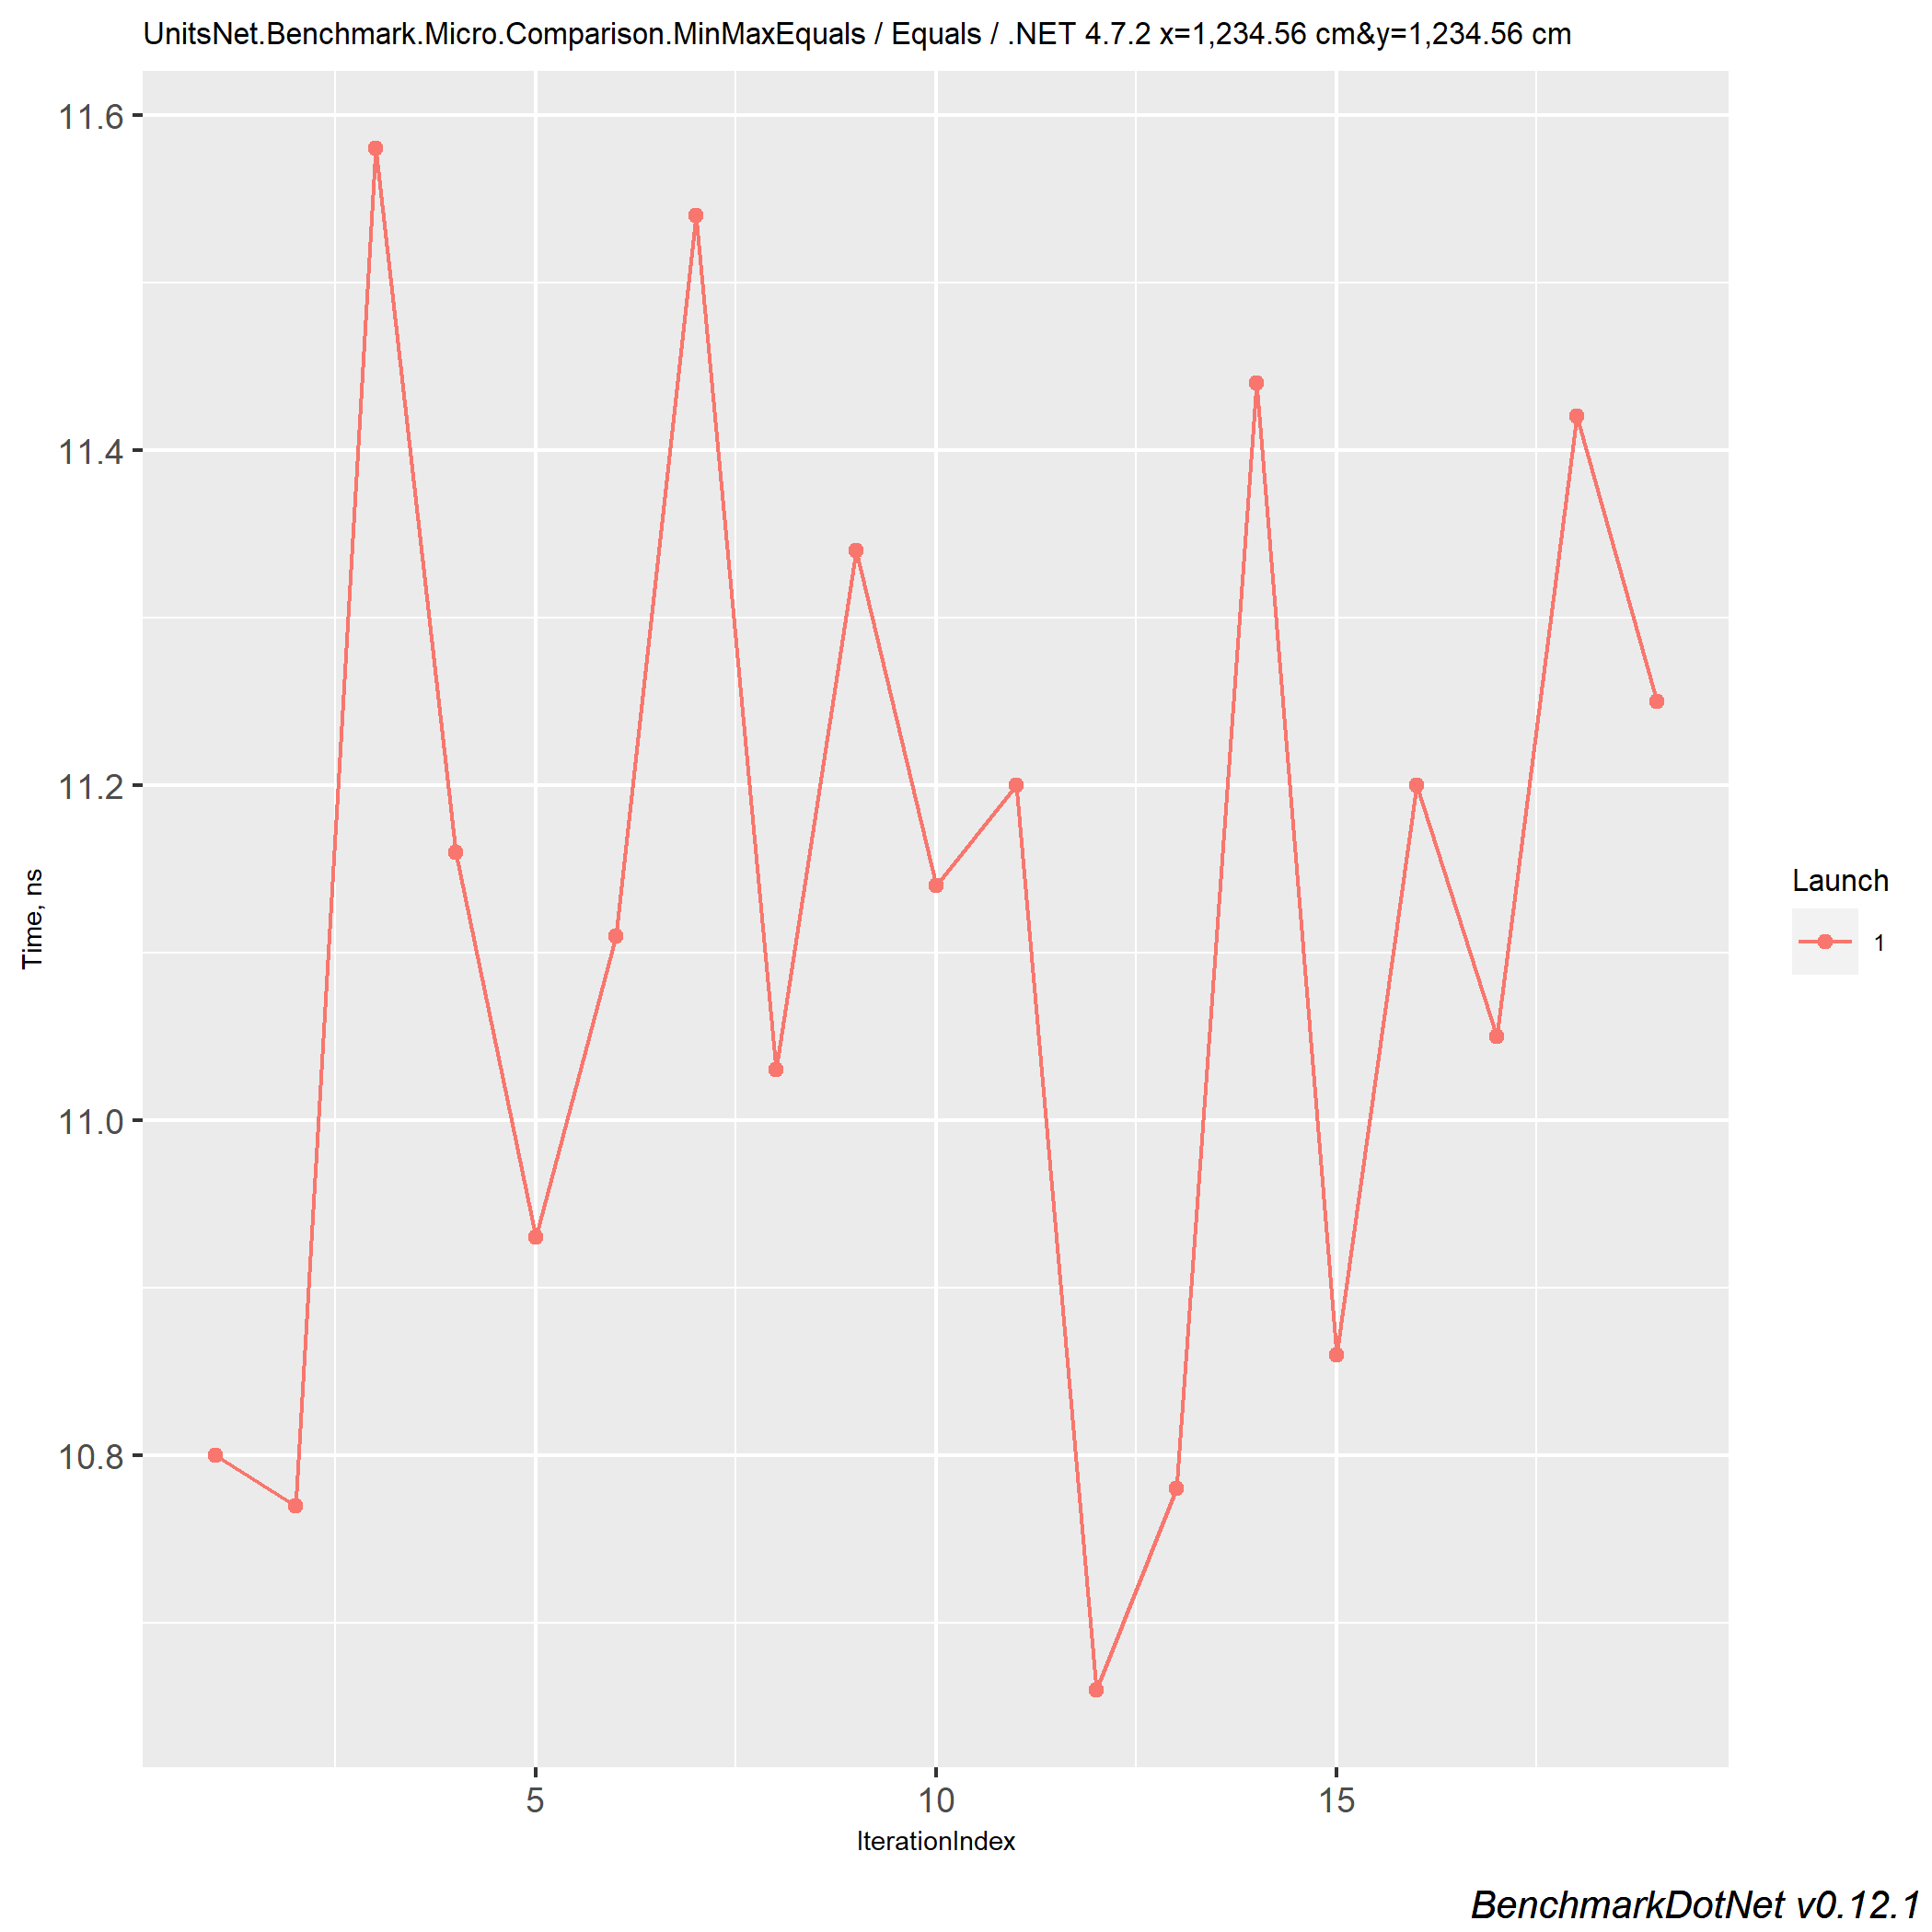 UnitsNet.Benchmark.Micro.Comparison.MinMaxEquals / Equals / .NET 4.7.2 x=1,234.56 cm&y=1,234.56 cm
11.6
11.4
11.2
11.0
10.8
Time, ns
5
10
15
IterationIndex
Launch
1
BenchmarkDotNet v0.12.1